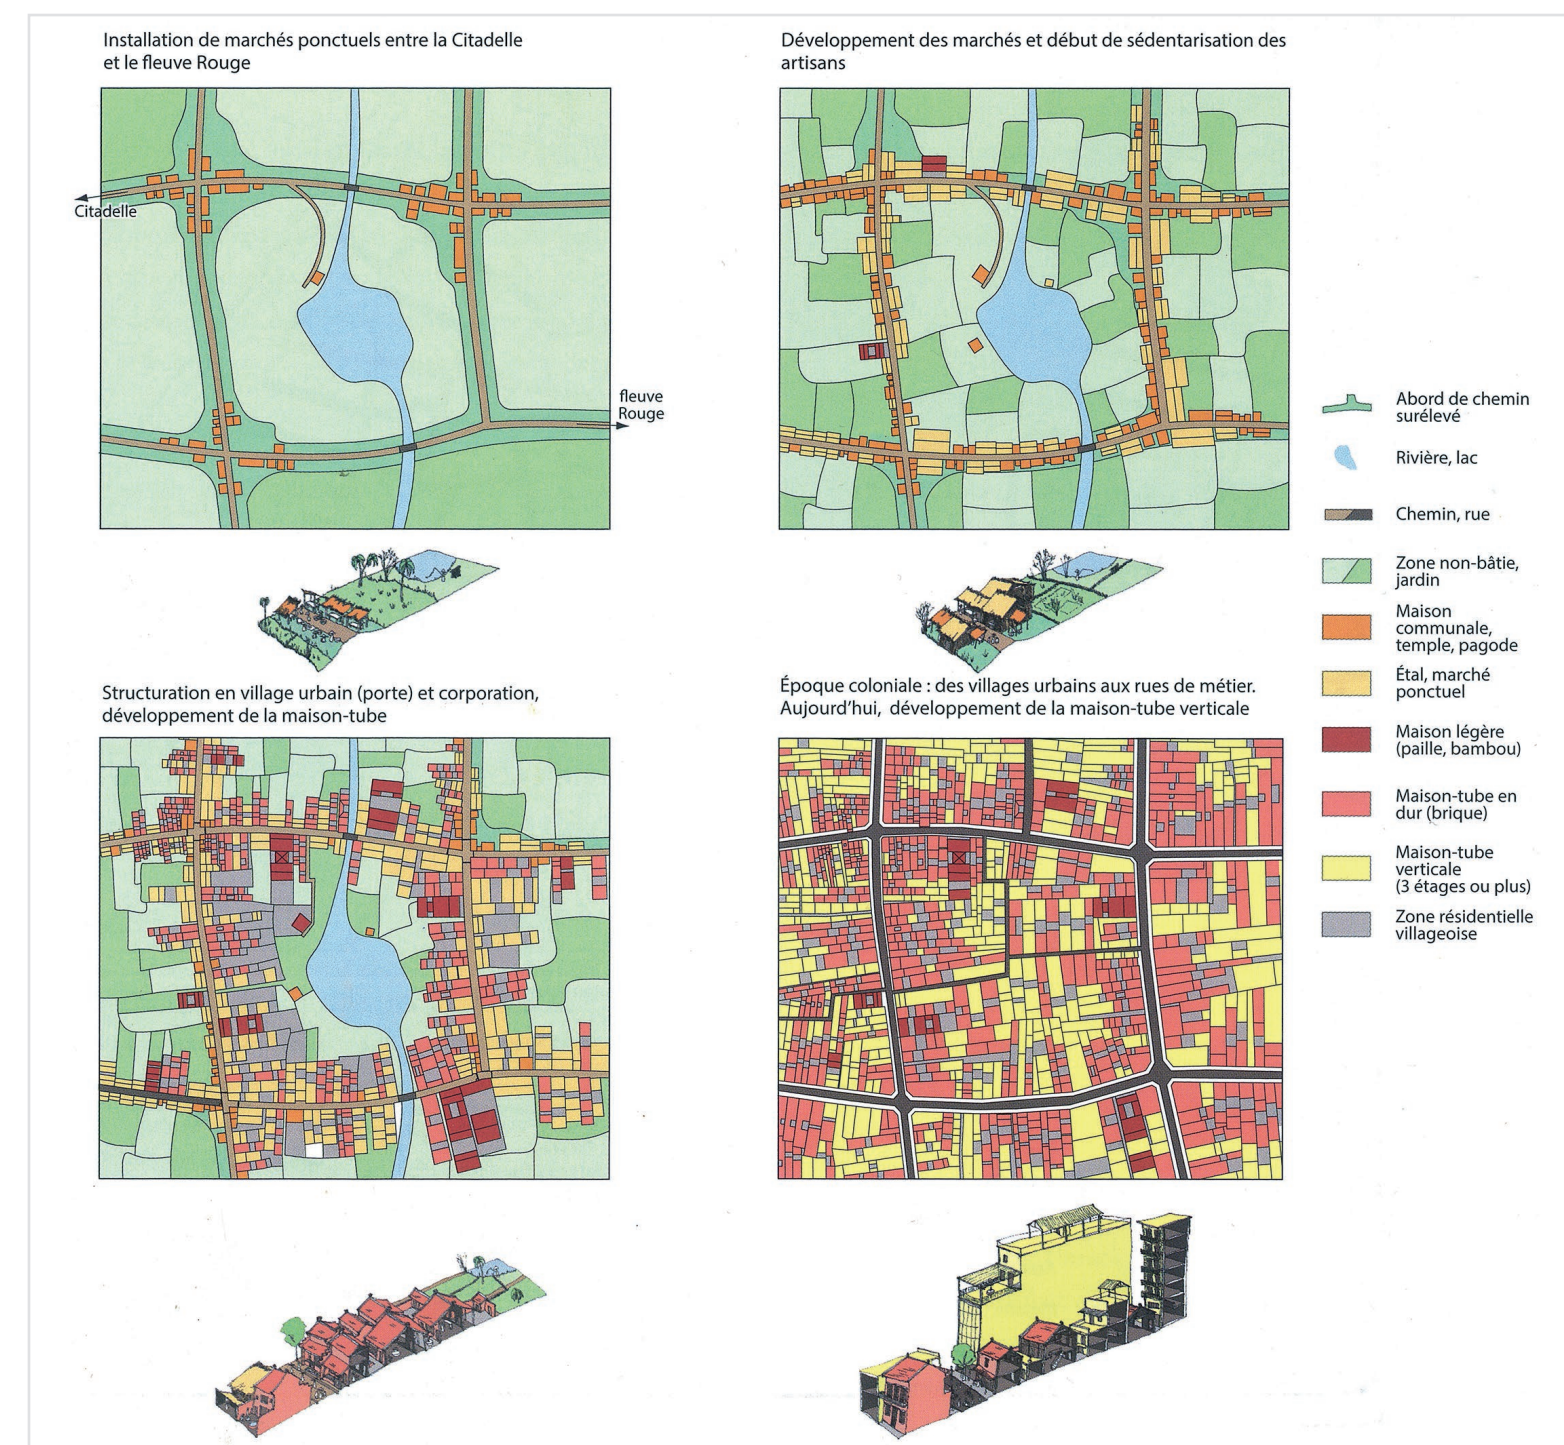 Installation de marchés ponctuels entre la Citadelle
et le fleuve Rouge
Citadelle
fleuve
Rouge
Développement des marchés et début de sédentarisation des
artisans
Structuration en village urbain (porte) et corporation,
développement de la maison-tube
Époque coloniale : des villages urbains aux rues de métier.
Aujourd'hui, développement de la maison-tube verticale
Abord de chemin
surélevé
Rivière, lac
Chemin, rue
Zone non-bâtie,
jardin
Maison
communale,
temple, pagode
Étal, marché
ponctuel
Maison légère
(paille, bambou)
Maison-tube en
dur (brique)
Maison-tube
verticale
(3 étages ou plus)
Zone résidentielle
villageoise